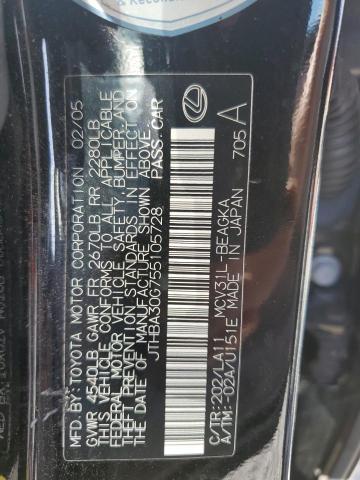 & Recondit
MFD. BY: TOYOTA MOTOR CORPORATION 02/05
GVWR 4540LB GAWR FR 2670LB RR 2280LB
THIS VEHICLE CONFORMS TO ALL APPLICABLE
FEDERAL MOTOR VEHICLE SAFETY, BUMPER, AND
THEFT PREVENTION STANDARDS IN EFFECT ON
THE DATE OF MANUFACTURE SHOWN ABOVE.
JTHBA30G755105728 PASS.CAR
C/TR:202/LA11 MCV31L-BEAGKA
A/TM:-02A/U151E MADE IN JAPAN 705 A